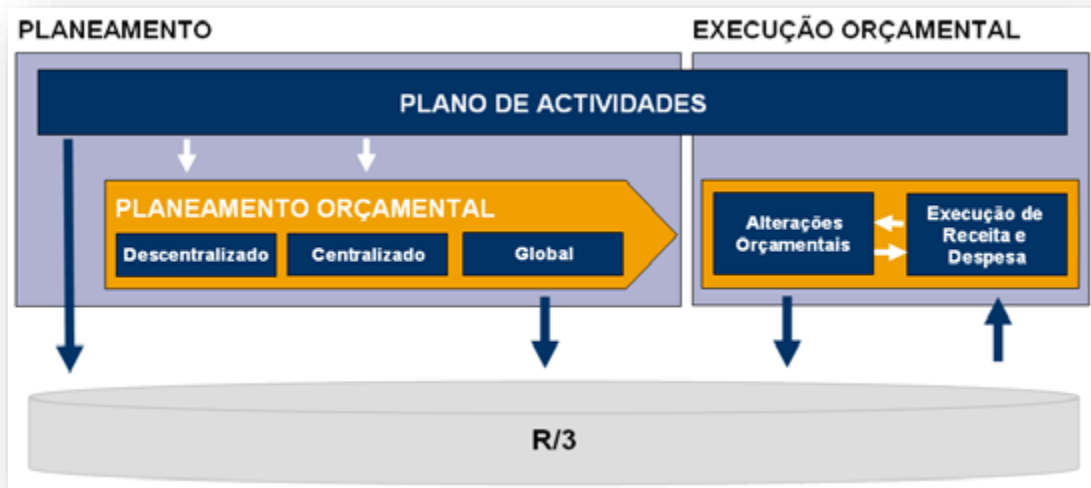 PLANEAMENTO
EXECUÇÃO ORÇAMENTAL
PLANO DE ACTIVIDADES
PLANEAMENTO ORÇAMENTAL
Descentralizado
Centralizado
Global
Alterações
Orçamentais
Execução de
Receita e
Despesa
R/3